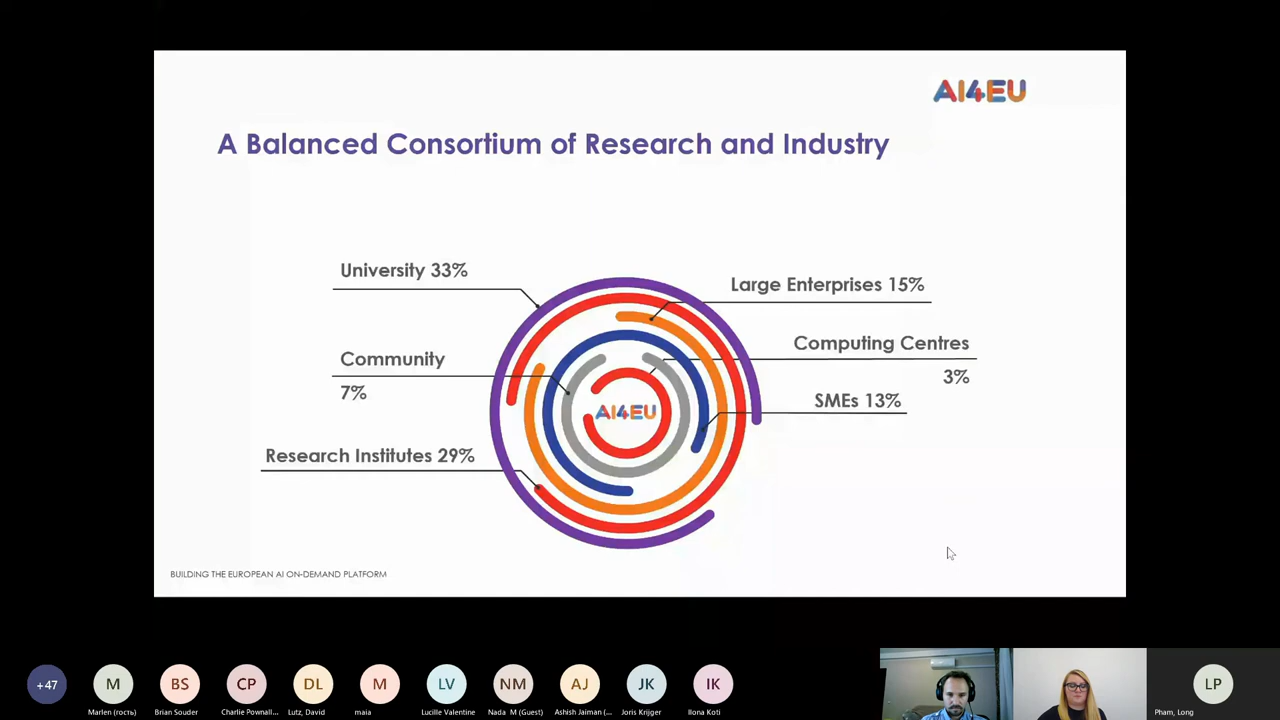 AI4EU
A Balanced Consortium of Research and Industry
University 33%
Large Enterprises 15%
Community
7%
Computing Centres
3%
SMEs 13%
AI4EU
Research Institutes 29%
BUILDING THE EUROPEAN AI ON-DEMAND PLATFORM
+47
M
BS
CP
DL
M
LV
NM
AJ
JK
IK
LP
Marlen (гость)
Brian Souder
Charlie Pownall...
Lutz, David
maia
Lucille Valentine
Nada M (Guest)
Ashish Jaiman (...
Joris Krijger
Ilona Koti
Pham, Long